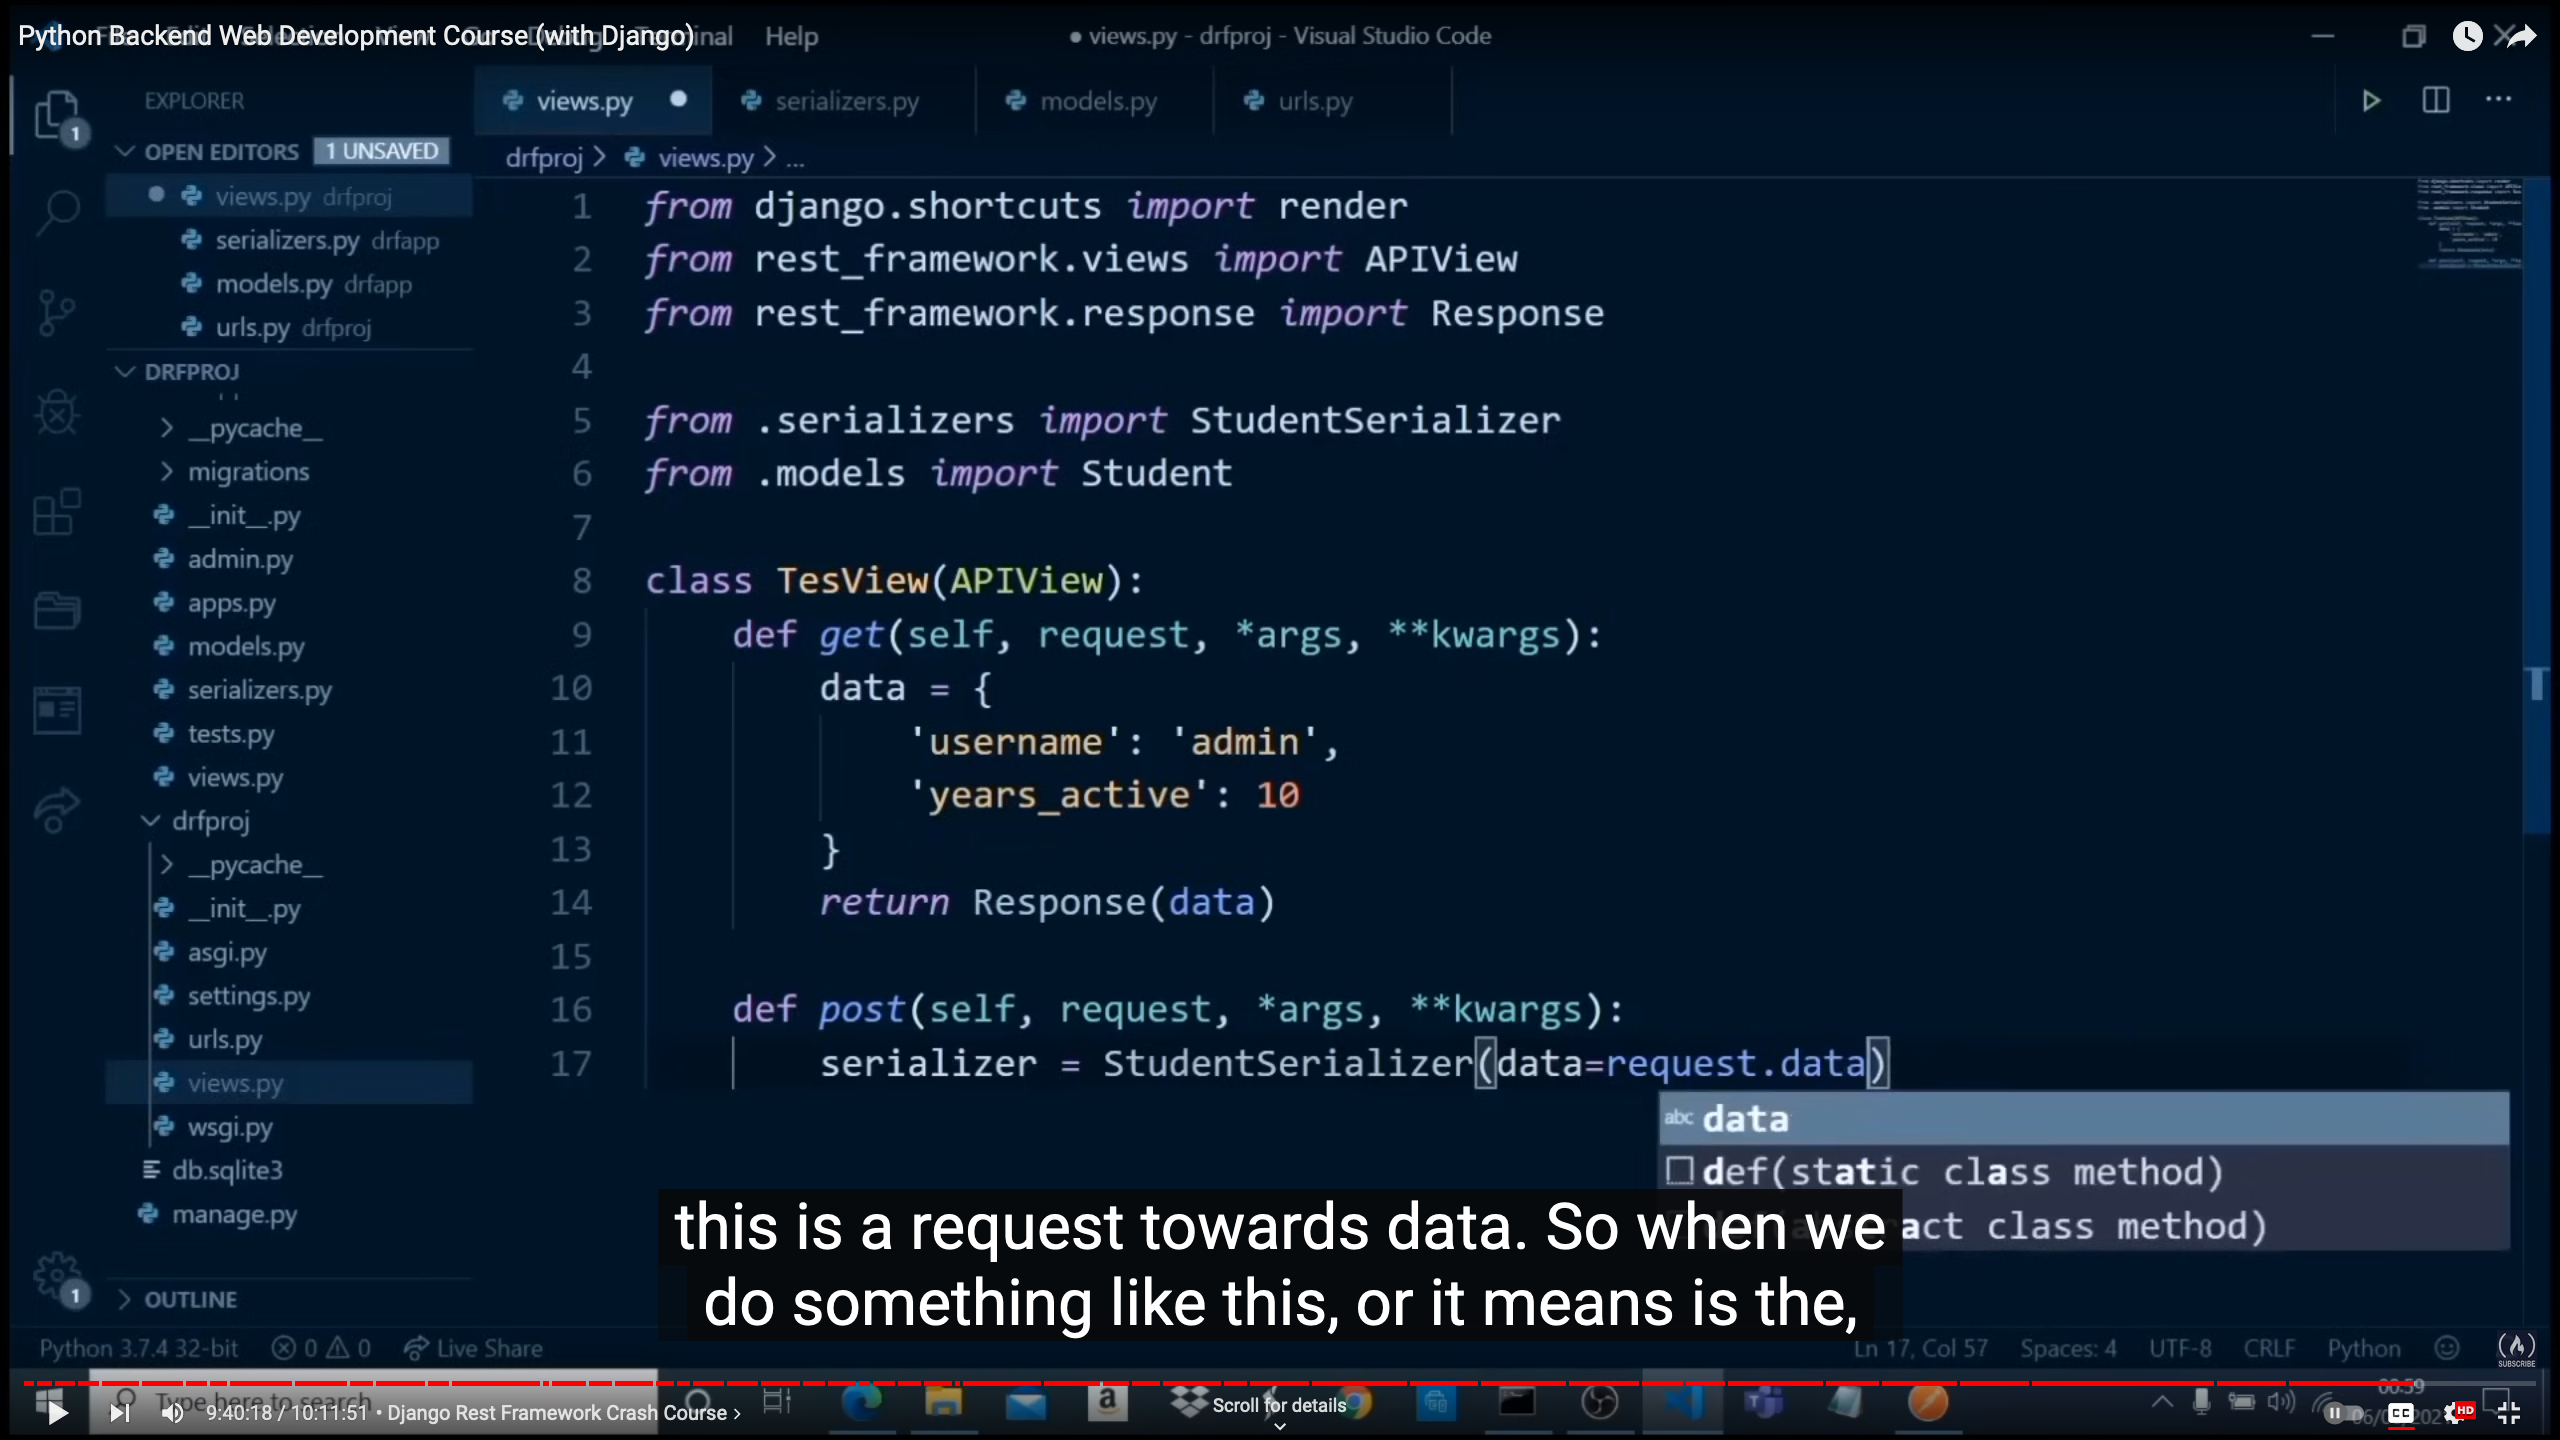 Python Backend Web Development Course (with Django)
Help
● views.py - drfproj - Visual Studio Code
EXPLORER
views.py
serializers.py
models.py
urls.py
OPEN EDITORS 1 UNSAVED
drfproj > views.py > ...
views.py drfproj
serializers.py drfapp
models.py drfapp
urls.py drfproj
DRFPROJ
__pycache__
migrations
__init__.py
admin.py
apps.py
models.py
serializers.py
tests.py
views.py
drfproj
__pycache__
__init__.py
asgi.py
settings.py
urls.py
views.py
wsgi.py
db.sqlite3
manage.py
OUTLINE
1 from django.shortcuts import render
2 from rest_framework.views import APIView
3 from rest_framework.response import Response
4
5 from .serializers import StudentSerializer
6 from .models import Student
7
8 class TesView(APIView):
9 def get(self, request, *args, **kwargs):
10 data = {
11 'username': 'admin',
12 'years_active': 10
13 }
14 return Response(data)
15
16 def post(self, request, *args, **kwargs):
17 serializer = StudentSerializer(data=request.data)
abc data
def(static class method)
act class method)
this is a request towards data. So when we
do something like this, or it means is the,
Python 3.7.4 32-bit 0 0 Live Share
Ln 17, Col 57 Spaces: 4 UTF-8 CRLF Python
SUBSCRIBE
Type here to search
9:40:18 / 10:11:51 • Django Rest Framework Crash Course >
Scroll for details
CC
HD